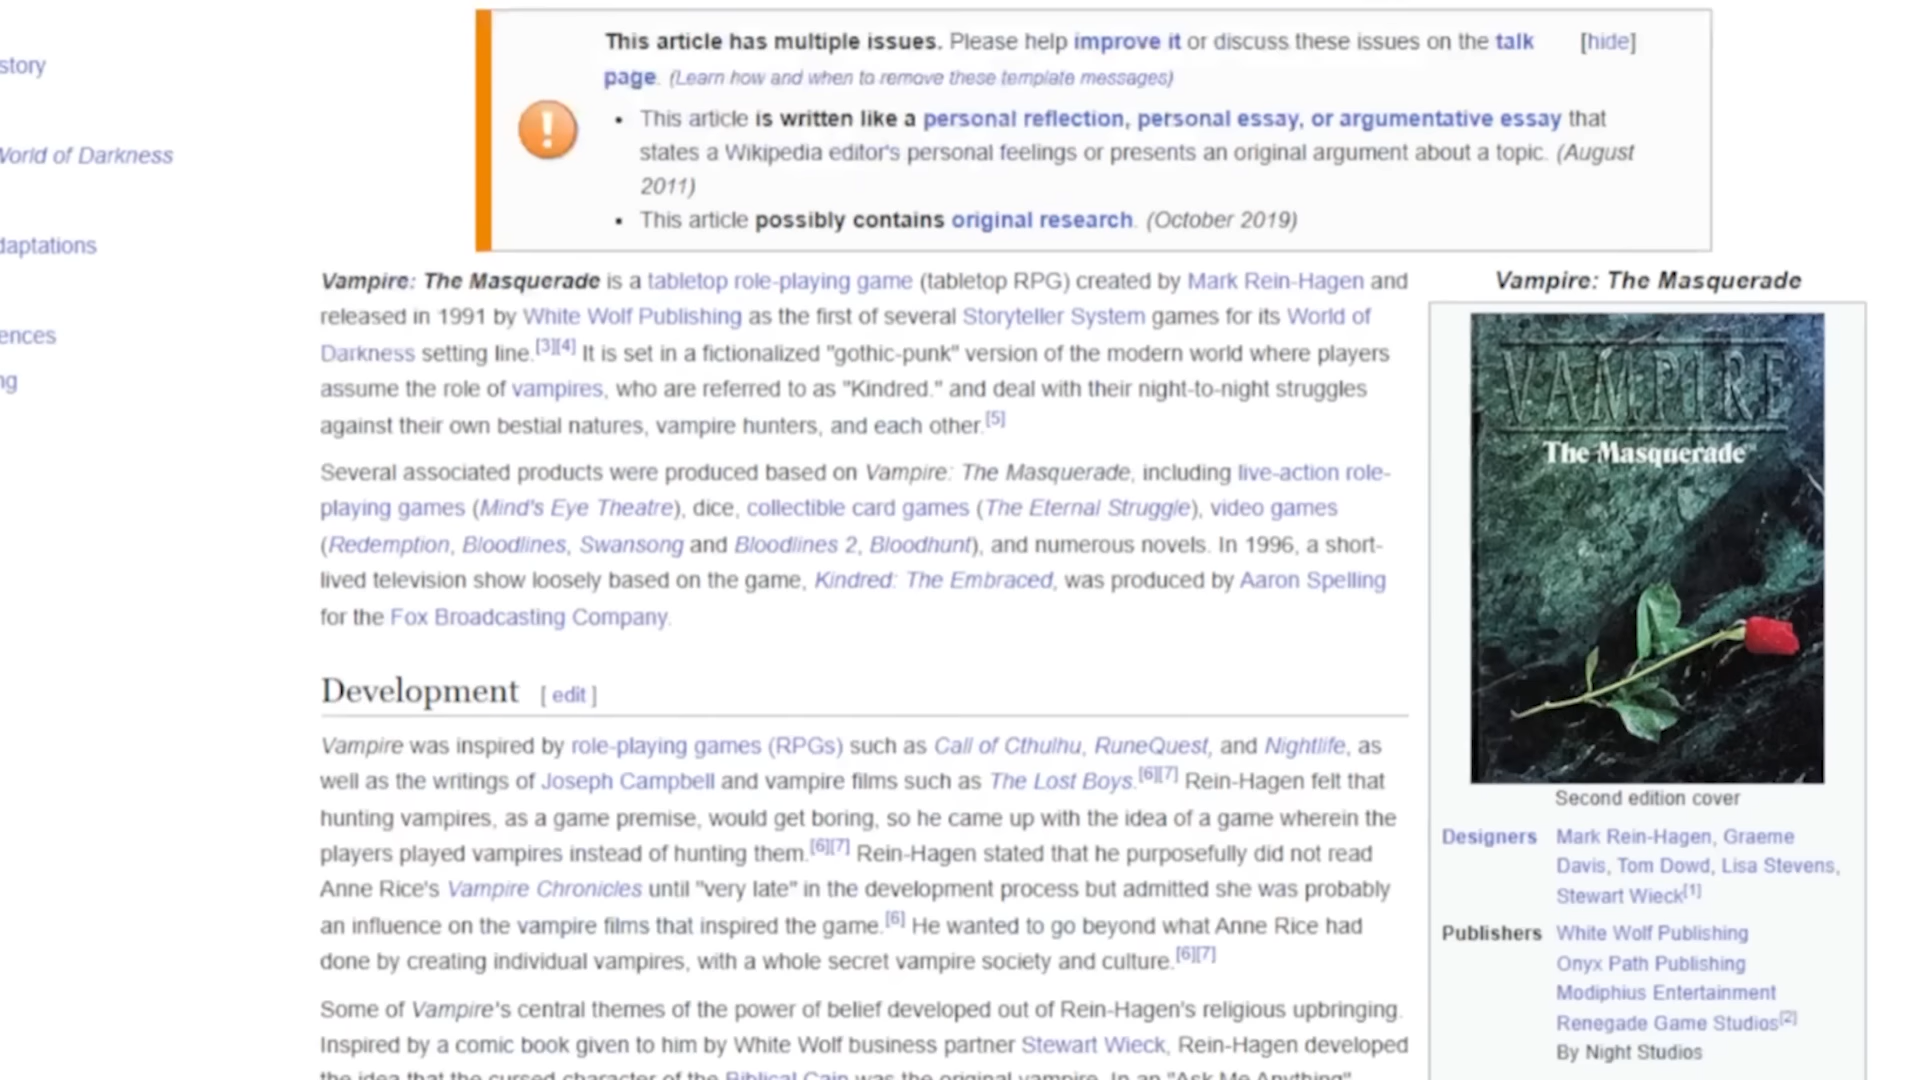 This article has multiple issues. Please help improve it or discuss these issues on the talk [hide]
page. (Learn how and when to remove these template messages)
• This article is written like a personal reflection, personal essay, or argumentative essay that
states a Wikipedia editor's personal feelings or presents an original argument about a topic. (August
2011)
• This article possibly contains original research. (October 2019)
story
World of Darkness
daptations
ences
ng
Vampire: The Masquerade is a tabletop role-playing game (tabletop RPG) created by Mark Rein-Hagen and
released in 1991 by White Wolf Publishing as the first of several Storyteller System games for its World of
Darkness setting line.[3][4] It is set in a fictionalized "gothic-punk" version of the modern world where players
assume the role of vampires, who are referred to as "Kindred." and deal with their night-to-night struggles
against their own bestial natures, vampire hunters, and each other.[5]
Several associated products were produced based on Vampire: The Masquerade, including live-action role-
playing games (Mind's Eye Theatre), dice, collectible card games (The Eternal Struggle), video games
(Redemption, Bloodlines, Swansong and Bloodlines 2, Bloodhunt), and numerous novels. In 1996, a short-
lived television show loosely based on the game, Kindred: The Embraced, was produced by Aaron Spelling
for the Fox Broadcasting Company.
Development [ edit ]
Vampire was inspired by role-playing games (RPGs) such as Call of Cthulhu, RuneQuest, and Nightlife, as
well as the writings of Joseph Campbell and vampire films such as The Lost Boys.[6][7] Rein-Hagen felt that
hunting vampires, as a game premise, would get boring, so he came up with the idea of a game wherein the
players played vampires instead of hunting them.[6][7] Rein-Hagen stated that he purposefully did not read
Anne Rice's Vampire Chronicles until "very late" in the development process but admitted she was probably
an influence on the vampire films that inspired the game.[6] He wanted to go beyond what Anne Rice had
done by creating individual vampires, with a whole secret vampire society and culture.[6][7]
Some of Vampire's central themes of the power of belief developed out of Rein-Hagen's religious upbringing.
Inspired by a comic book given to him by White Wolf business partner Stewart Wieck, Rein-Hagen developed
the idea that the cursed character of the Biblical Cain was the original vampire. In an "Ask Me Anything"
Vampire: The Masquerade
VAMPIRE
The Masquerade
Second edition cover
Designers Mark Rein-Hagen, Graeme
Davis, Tom Dowd, Lisa Stevens,
Stewart Wieck[1]
Publishers White Wolf Publishing
Onyx Path Publishing
Modiphius Entertainment
Renegade Game Studios[2]
By Night Studios